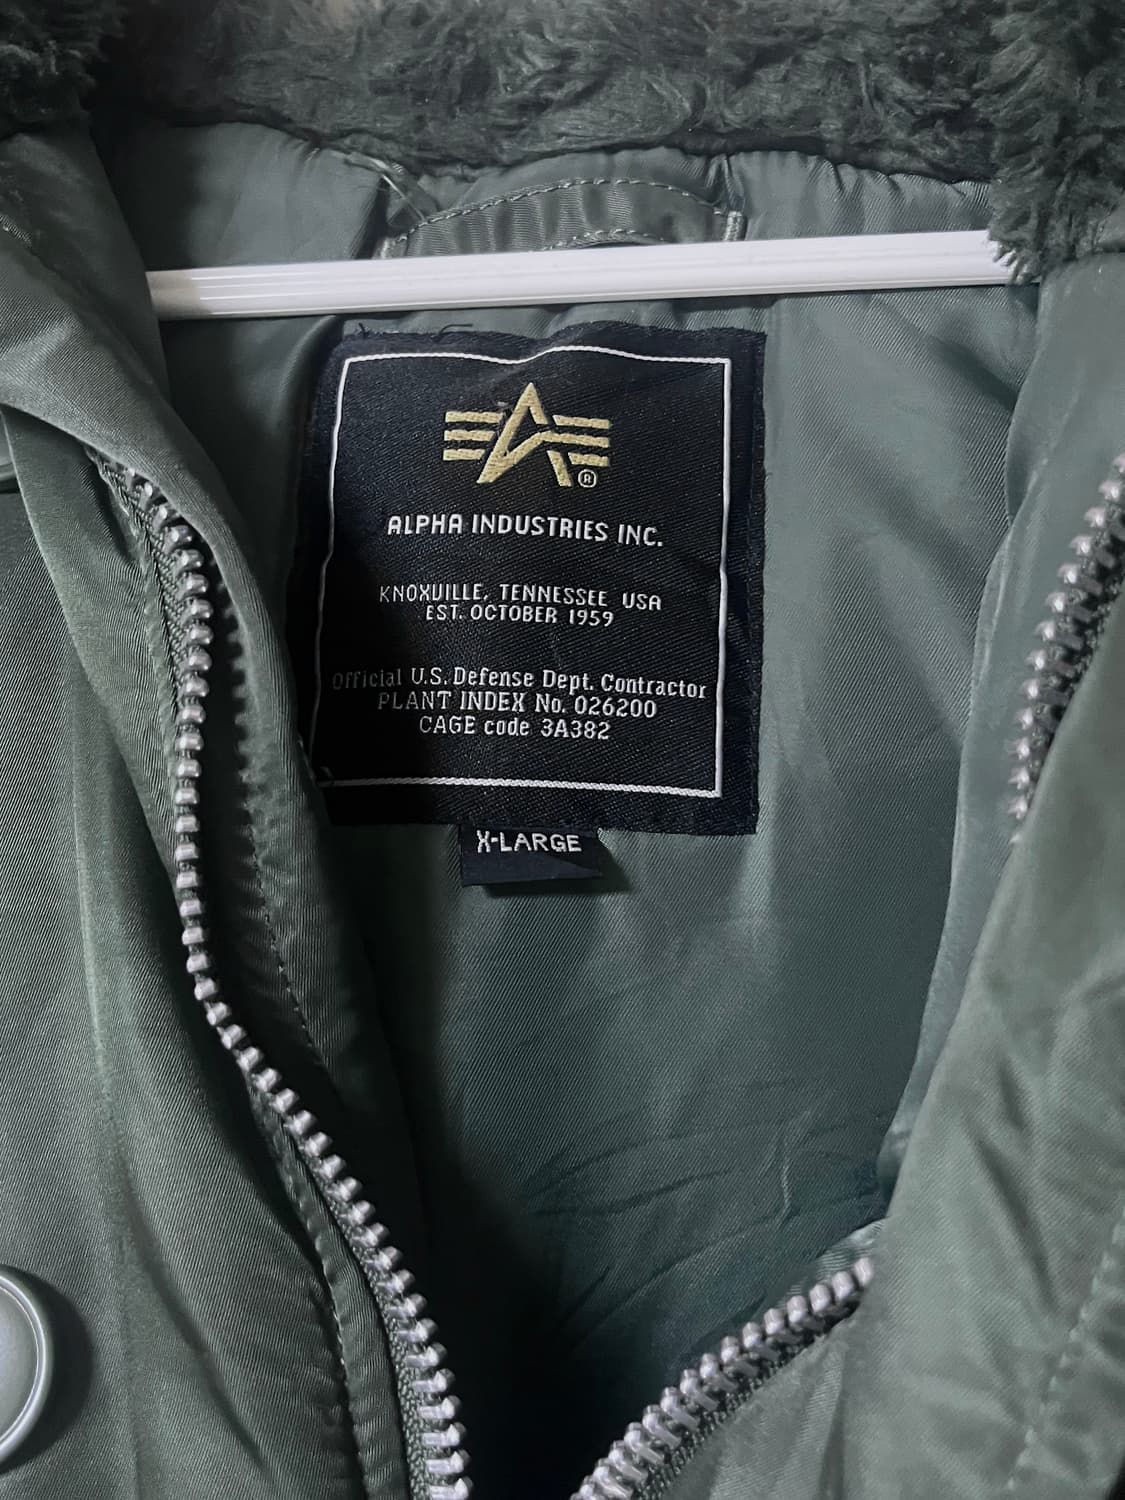 ALPHA INDUSTRIES INC.
KNOXVILLE, TENNESSEE, USA
EST. OCTOBER 1959
Official U.S. Defense Dept. Contractor
PLANT INDEX No. 026200
CAGE code 3A382
X-LARGE